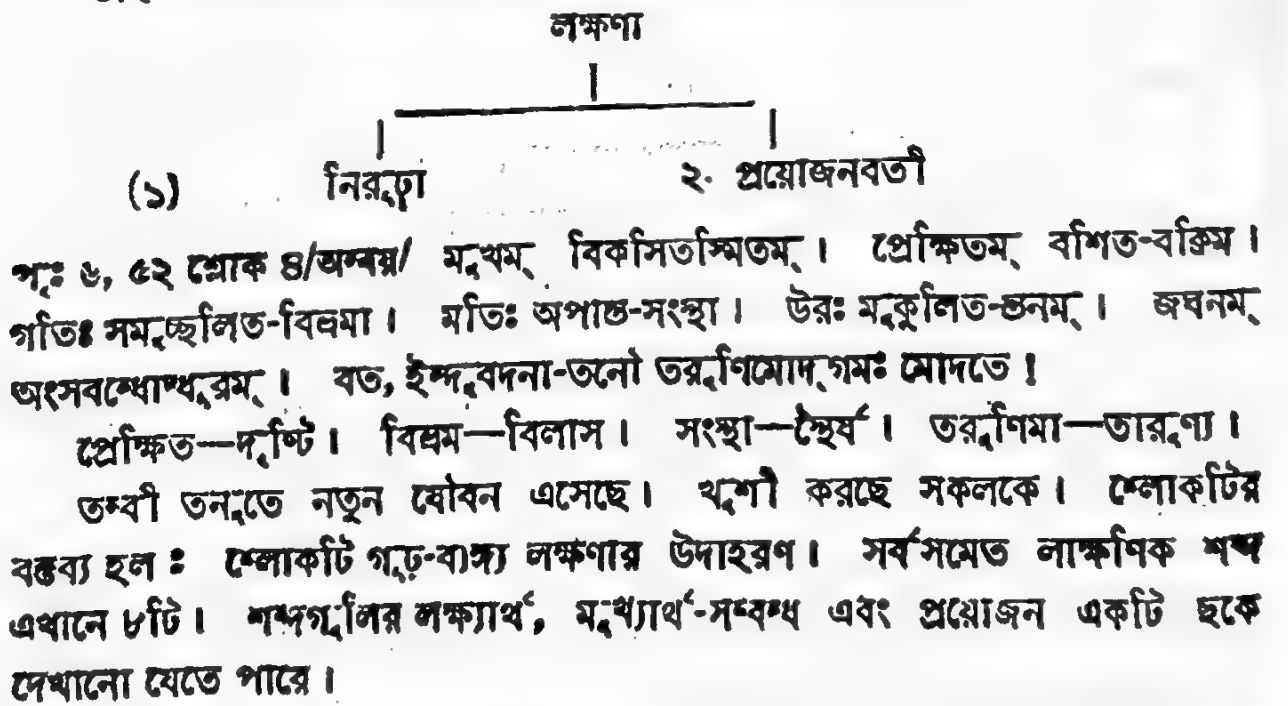 লক্ষণা
(১) নিরূঢ়া ২· প্রয়োজনবতী
পৃঃ ৬, ৫২ শ্লোক ৪/অন্বয়/ মুখম্ বিকসিতস্মিতম্। প্রেক্ষিতম্ বশিত-বক্রিম।
গতিঃ সমুচ্ছলিত-বিভ্রমা। মতিঃ অপাস্ত-সংস্থা। উরঃ মুকুলিত-স্তনম্। জঘনম্
অংসবন্ধোদ্ধুরম্। বত, ইন্দুবদনা-তনৌ তরুণিমোদ্‌গমঃ মোদতে!
প্রেক্ষিত—দৃষ্টি। বিভ্রম—বিলাস। সংস্থা—স্থৈর্য। তরুণিমা—তারুণ্য।
তন্বী তনুতে নতুন যৌবন এসেছে। খুশী করছে সকলকে। শ্লোকটির
বক্তব্য হল: শ্লোকটি গূঢ়-ব্যঙ্গ্য লক্ষণার উদাহরণ। সর্বসমেত লাক্ষণিক শব্দ
এখানে ৮টি। শব্দগুলির লক্ষ্যার্থ, মুখ্যার্থ-সম্বন্ধ এবং প্রয়োজন একটি ছকে
দেখানো যেতে পারে।